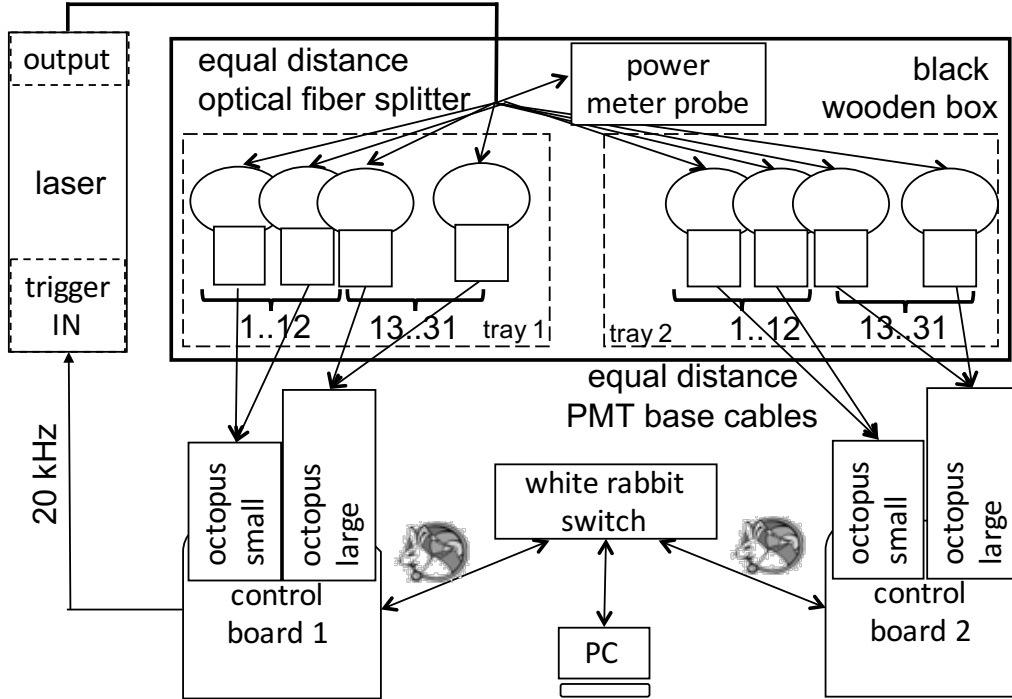 output
laser
trigger
IN
20 kHz
equal distance
optical fiber splitter
power
meter probe
black
wooden box
1..12
13..31
tray 1
tray 2
1..12
13..31
equal distance
PMT base cables
octopus
small
octopus
large
control
board 1
white rabbit
switch
PC
octopus
small
octopus
large
control
board 2